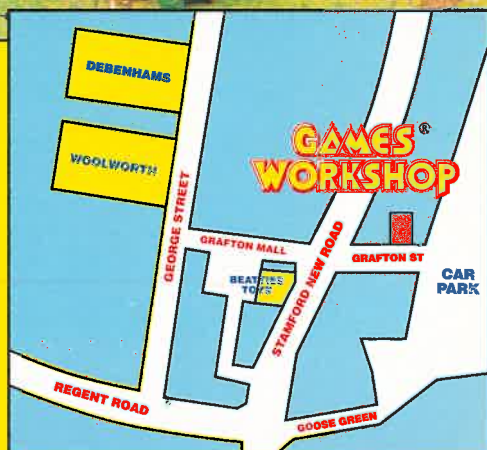 DEBENHAMS
WOOLWORTH
GAMES®
WORKSHOP
GEORGE STREET
GRAFTON MALL
STAMFORD NEW ROAD
GRAFTON ST
CAR
PARK
BEATTIES
TOYS
REGENT ROAD
GOOSE GREEN